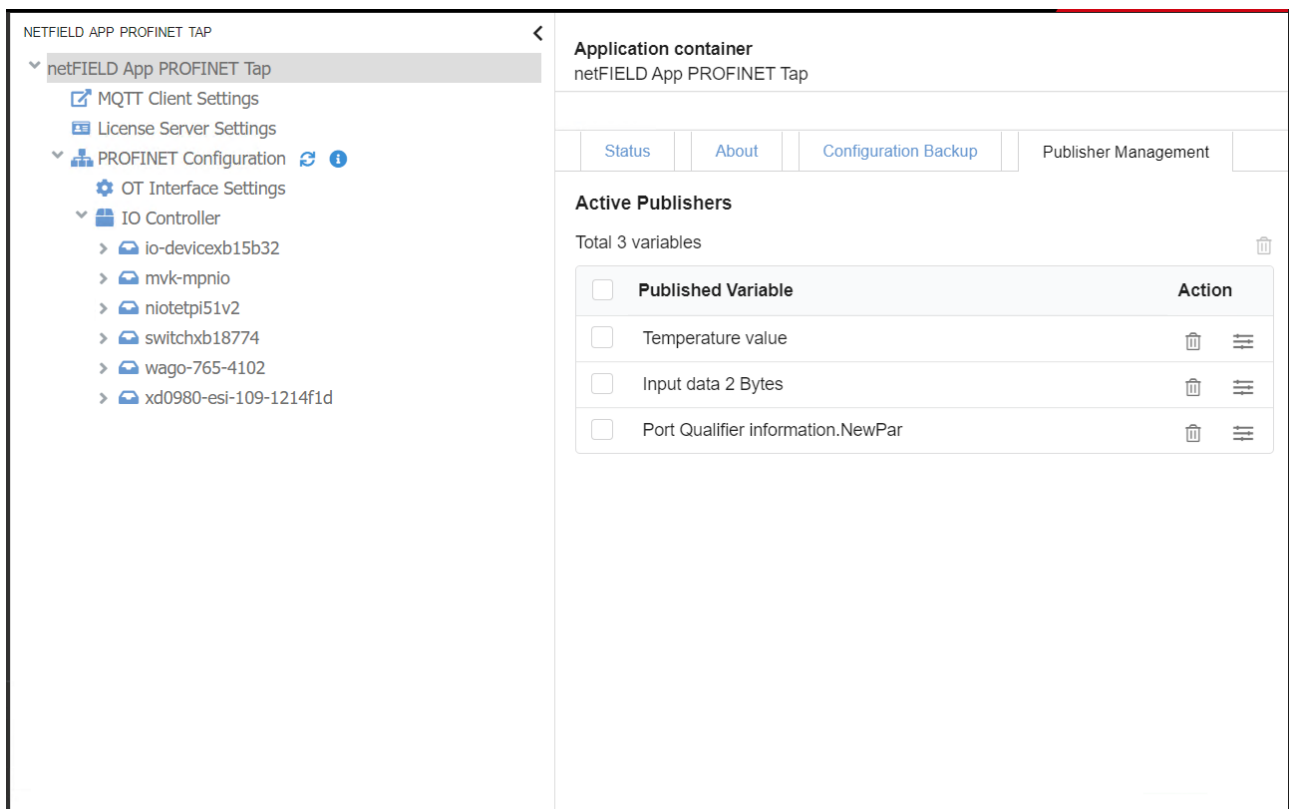 NETFIELD APP PROFINET TAP
netFIELD App PROFINET Tap
MQTT Client Settings
License Server Settings
PROFINET Configuration
OT Interface Settings
IO Controller
io-devicexb15b32
mvk-mpnio
niotetpi51v2
switchxb18774
wago-765-4102
xd0980-esi-109-1214f1d
Application container
netFIELD App PROFINET Tap
Status About Configuration Backup Publisher Management
Active Publishers
Total 3 variables
Published Variable Action
Temperature value
Input data 2 Bytes
Port Qualifier information.NewPar